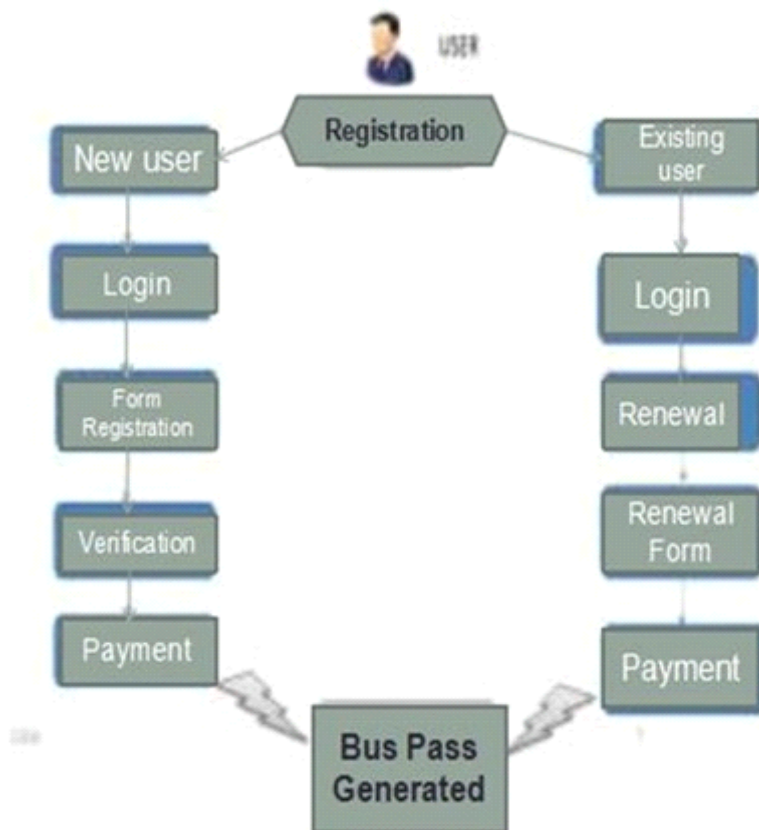 USER
Registration
New user
Login
Form
Registration
Verification
Payment
Existing
user
Login
Renewal
Renewal
Form
Payment
Bus Pass
Generated